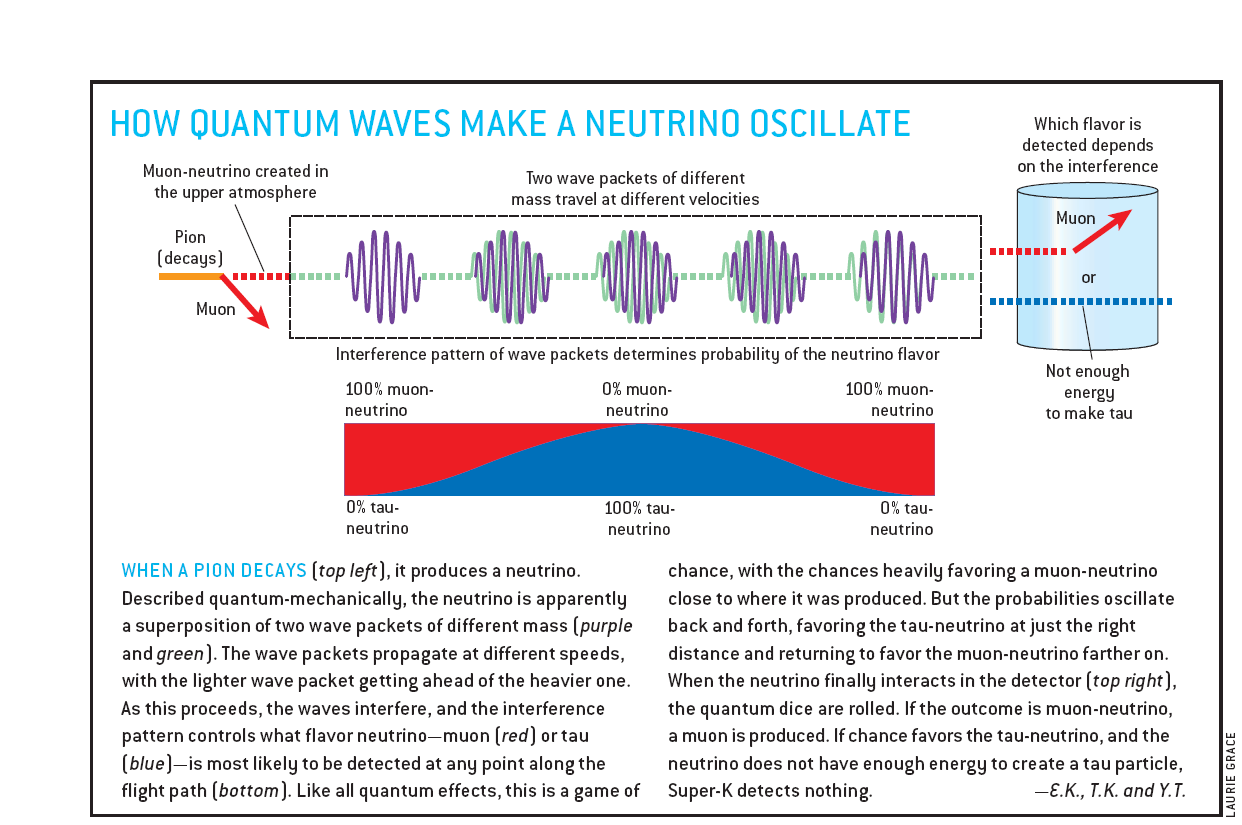 HOW QUANTUM WAVES MAKE A NEUTRINO OSCILLATE
Muon-neutrino created in
the upper atmosphere
Pion
(decays)
Muon
Two wave packets of different
mass travel at different velocities
Which flavor is
detected depends
on the interference
Muon
or
Not enough
energy
to make tau
Interference pattern of wave packets determines probability of the neutrino flavor
100% muon-
neutrino
0% muon-
neutrino
100% muon-
neutrino
0% tau-
neutrino
100% tau-
neutrino
0% tau-
neutrino
WHEN A PION DECAYS (top left), it produces a neutrino.
Described quantum-mechanically, the neutrino is apparently
a superposition of two wave packets of different mass (purple
and green). The wave packets propagate at different speeds,
with the lighter wave packet getting ahead of the heavier one.
As this proceeds, the waves interfere, and the interference
pattern controls what flavor neutrino—muon (red) or tau
(blue)—is most likely to be detected at any point along the
flight path (bottom). Like all quantum effects, this is a game of
chance, with the chances heavily favoring a muon-neutrino
close to where it was produced. But the probabilities oscillate
back and forth, favoring the tau-neutrino at just the right
distance and returning to favor the muon-neutrino farther on.
When the neutrino finally interacts in the detector (top right),
the quantum dice are rolled. If the outcome is muon-neutrino,
a muon is produced. If chance favors the tau-neutrino, and the
neutrino does not have enough energy to create a tau particle,
Super-K detects nothing. —E.K., T.K. and Y.T.
LAURIE GRACE